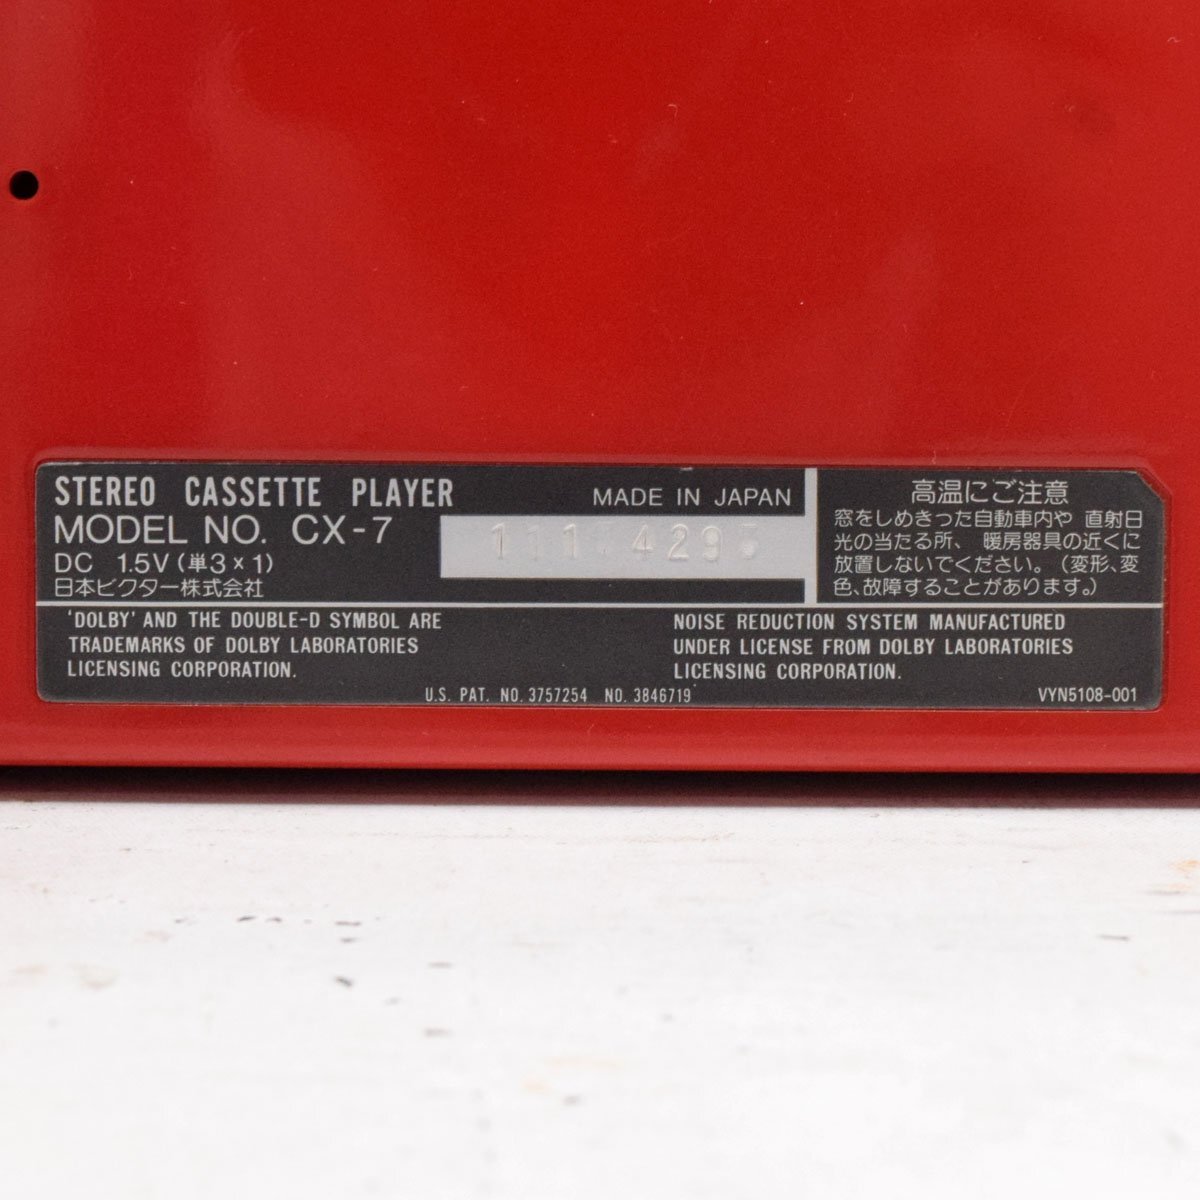 STEREO CASSETTE PLAYER
MADE IN JAPAN
MODEL NO. CX-7
DC 1.5V (単3×1)
日本ビクター株式会社
高温にご注意
窓をしめきった自動車内や 直射日
光の当たる所、 暖房器具の近くに
放置しないでください。(変形、変
色、故障することがあります。)
'DOLBY' AND THE DOUBLE-D SYMBOL ARE
TRADEMARKS OF DOLBY LABORATORIES
LICENSING CORPORATION.
NOISE REDUCTION SYSTEM MANUFACTURED
UNDER LICENSE FROM DOLBY LABORATORIES
LICENSING CORPORATION.
U.S. PAT. NO. 3757254 NO. 3846719
VYN5108-001